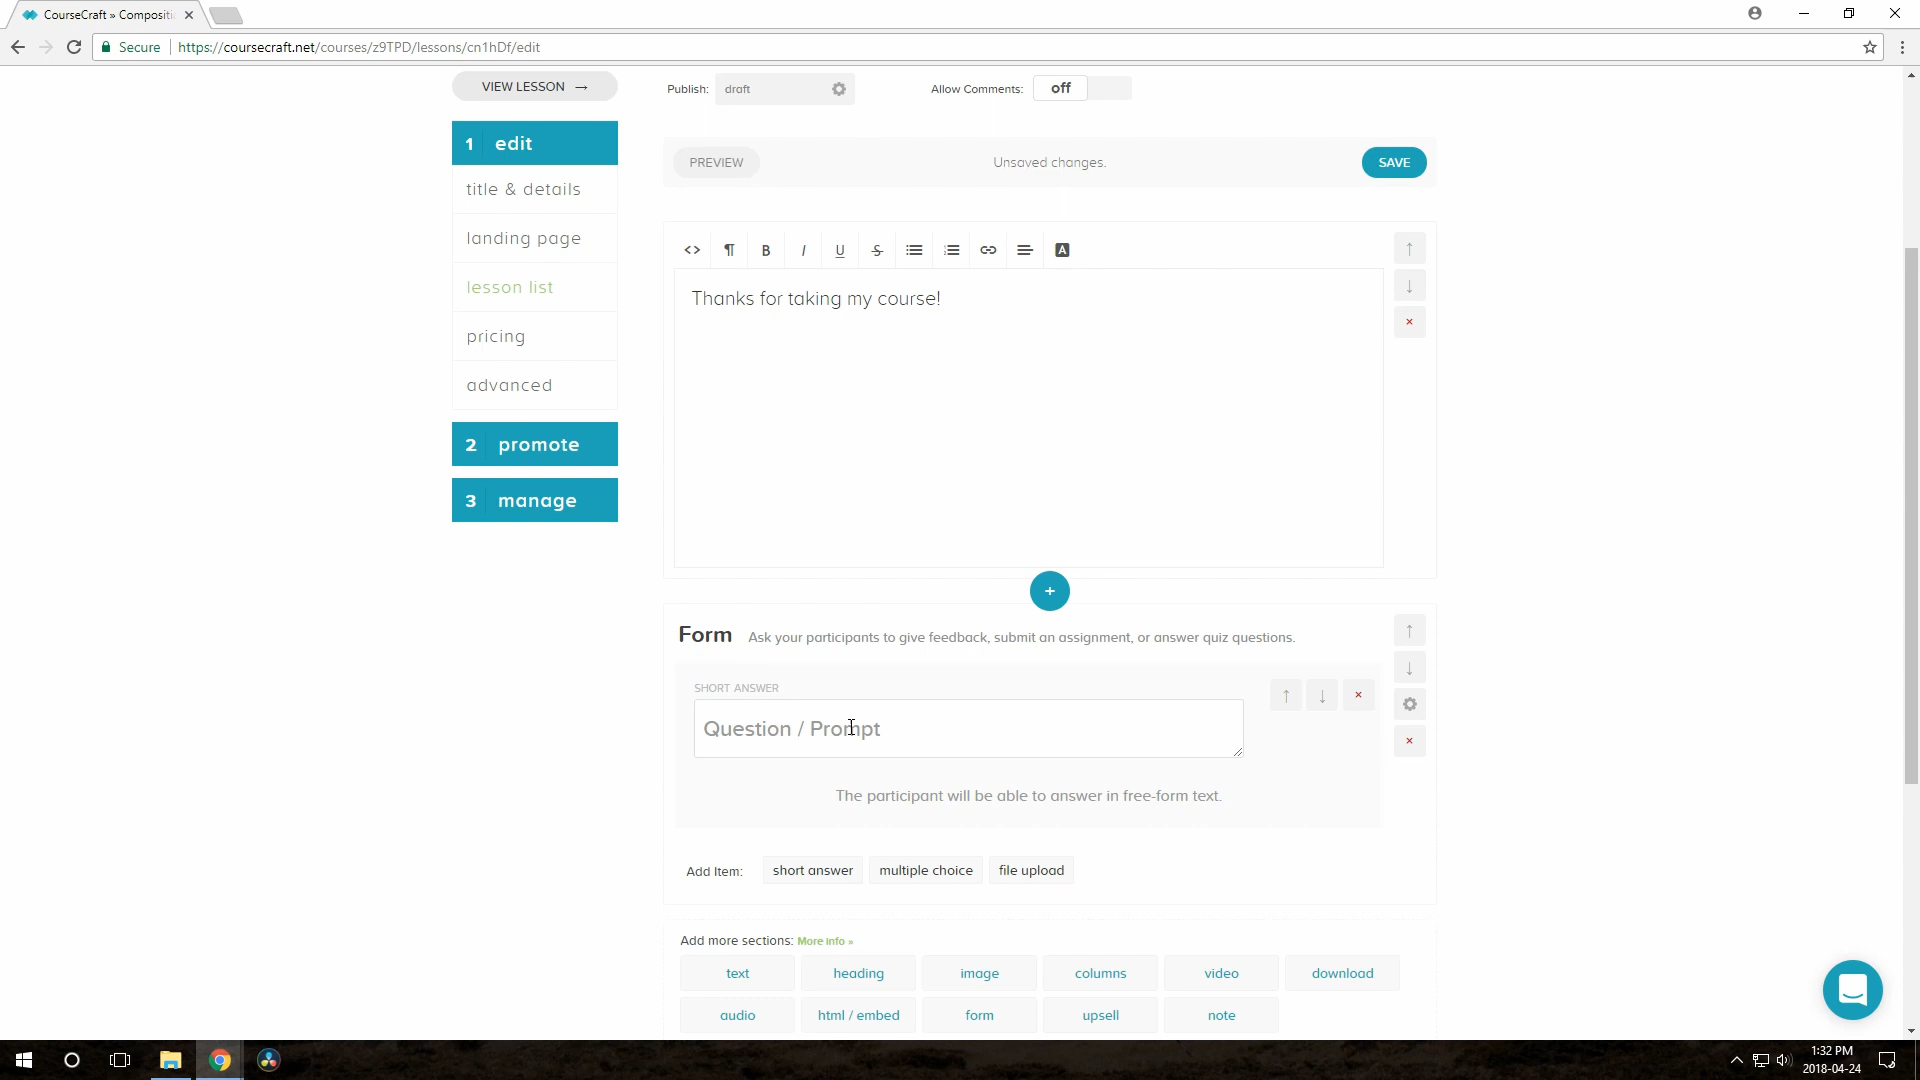 CourseCraft » Compositi
Secure
https://coursecraft.net/courses/z9TPD/lessons/cn1hDf/edit
VIEW LESSON →
Publish: draft
Allow Comments: off
1 edit
title & details
landing page
lesson list
pricing
advanced
2 promote
3 manage
PREVIEW
Unsaved changes.
SAVE
<> ¶ B I U S A
Thanks for taking my course!
+
Form Ask your participants to give feedback, submit an assignment, or answer quiz questions.
SHORT ANSWER
Question / Prompt
The participant will be able to answer in free-form text.
Add Item: short answer multiple choice file upload
Add more sections: More info »
text heading image columns video download
audio html / embed form upsell note
1:32 PM
2018-04-24